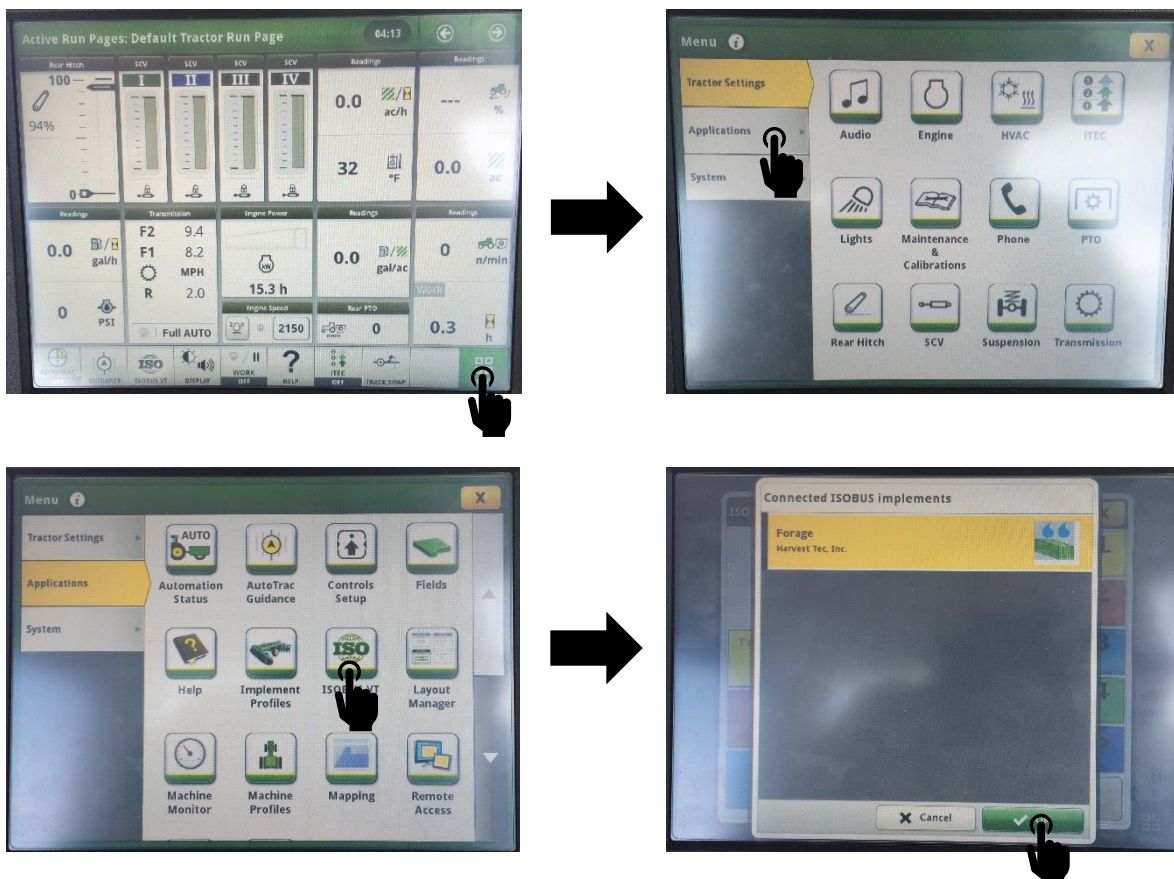 Active Run Pages: Default Tractor Run Page
04:13
Rear Hitch
100
94%
0
SCV
I
SCV
II
SCV
III
SCV
IV
Readings
0.0
ac/h
32
°F
Readings
---
%
0.0
ac
Readings
0.0
gal/h
0
PSI
Transmission
F2 9.4
F1 8.2
MPH
R 2.0
Full AUTO
Engine Power
kW
15.3 h
Engine Speed
2150
Readings
0.0
gal/ac
Rear PTO
0
Readings
0
n/min
Work
0.3
h
AUTOTRAC
GUIDANCE
ISO
ISOBUS VT
DISPLAY
WORK
OFF
?
HELP
iTEC
OFF
TRACK SWAP
Menu i
X
Tractor Settings
Applications
System
Audio
Engine
HVAC
iTEC
Lights
Maintenance
&
Calibrations
Phone
PTO
Rear Hitch
SCV
Suspension
Transmission
Menu i
X
Tractor Settings
Applications
System
AUTO
Automation
Status
AutoTrac
Guidance
Controls
Setup
Fields
?
Help
Implement
Profiles
ISO
ISOBUS VT
Layout
Manager
Machine
Monitor
Machine
Profiles
Mapping
Remote
Access
Connected ISOBUS implements
Forage
Harvest Tec, Inc.
Cancel
ISO